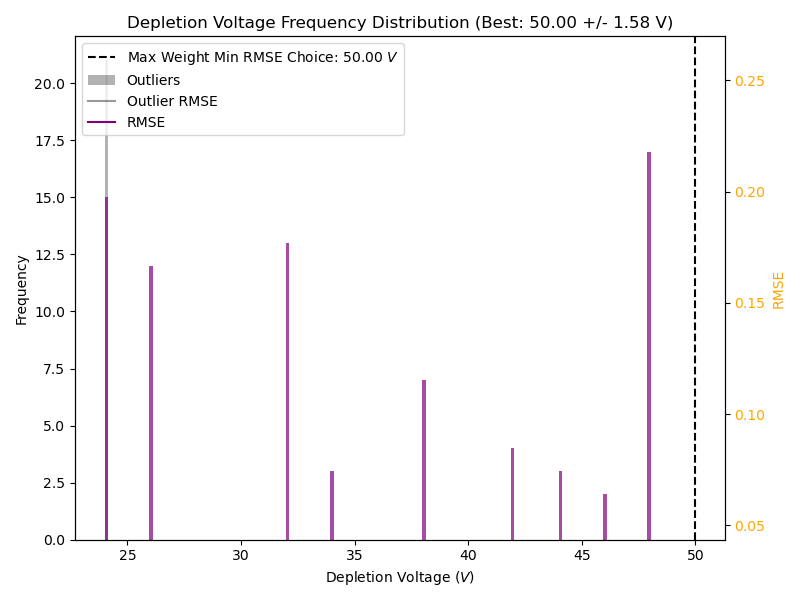 Depletion Voltage Frequency Distribution (Best: 50.00 +/- 1.58 V)
Max Weight Min RMSE Choice: 50.00 V
Outliers
Outlier RMSE
RMSE
20.0
17.5
15.0
12.5
10.0
7.5
5.0
2.5
0.0
Frequency
0.25
0.20
0.15
0.10
0.05
RMSE
25 30 35 40 45 50
Depletion Voltage (V)